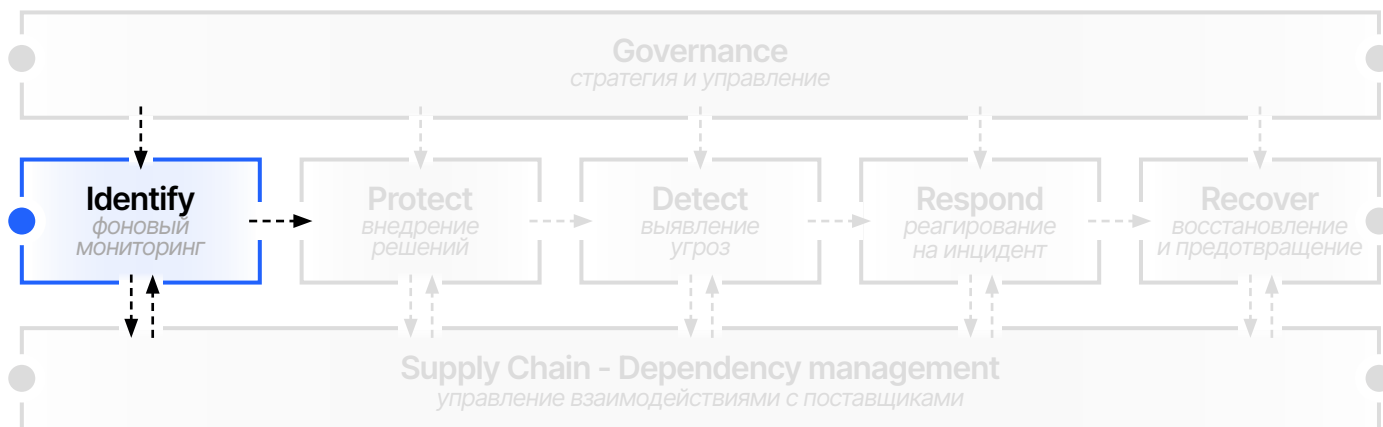 Governance
стратегия и управление
Identify
фоновый
мониторинг
Protect
внедрение
решений
Detect
выявление
угроз
Respond
реагирование
на инцидент
Recover
восстановление
и предотвращение
Supply Chain - Dependency management
управление взаимодействиями с поставщиками